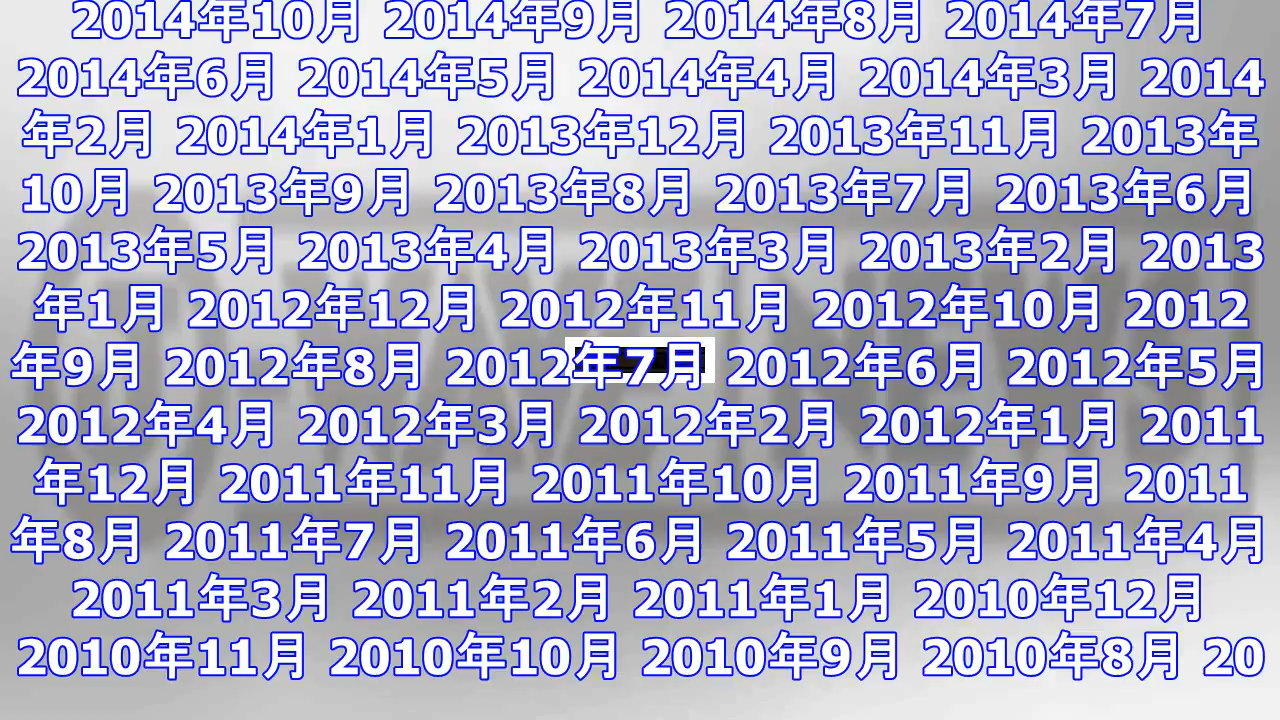 2014年10月 2014年9月 2014年8月 2014年7月
2014年6月 2014年5月 2014年4月 2014年3月 2014
年2月 2014年1月 2013年12月 2013年11月 2013年
10月 2013年9月 2013年8月 2013年7月 2013年6月
2013年5月 2013年4月 2013年3月 2013年2月 2013
年1月 2012年12月 2012年11月 2012年10月 2012
年9月 2012年8月 2012年7月 2012年6月 2012年5月
2012年4月 2012年3月 2012年2月 2012年1月 2011
年12月 2011年11月 2011年10月 2011年9月 2011
年8月 2011年7月 2011年6月 2011年5月 2011年4月
2011年3月 2011年2月 2011年1月 2010年12月
2010年11月 2010年10月 2010年9月 2010年8月 20